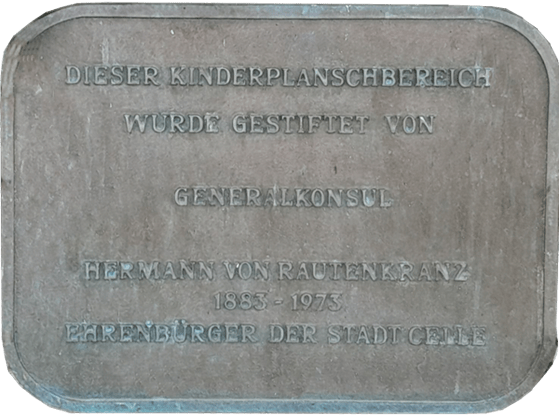 DIESER KINDERPLANSCHBEREICH
WURDE GESTIFTET VON
GENERALKONSUL
HERMANN VON RAUTENKRANZ
1883 - 1973
EHRENBÜRGER DER STADT CELLE